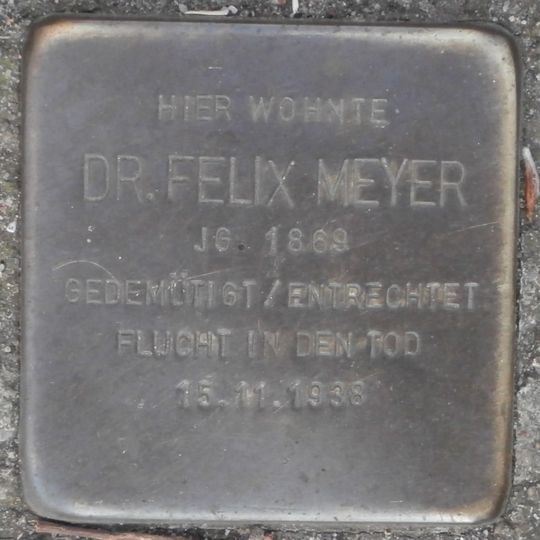 HIER WOHNTE
DR. FELIX MEYER
JG. 1869
GEDEMÜTIGT / ENTRECHTET
FLUCHT IN DEN TOD
15.11.1938